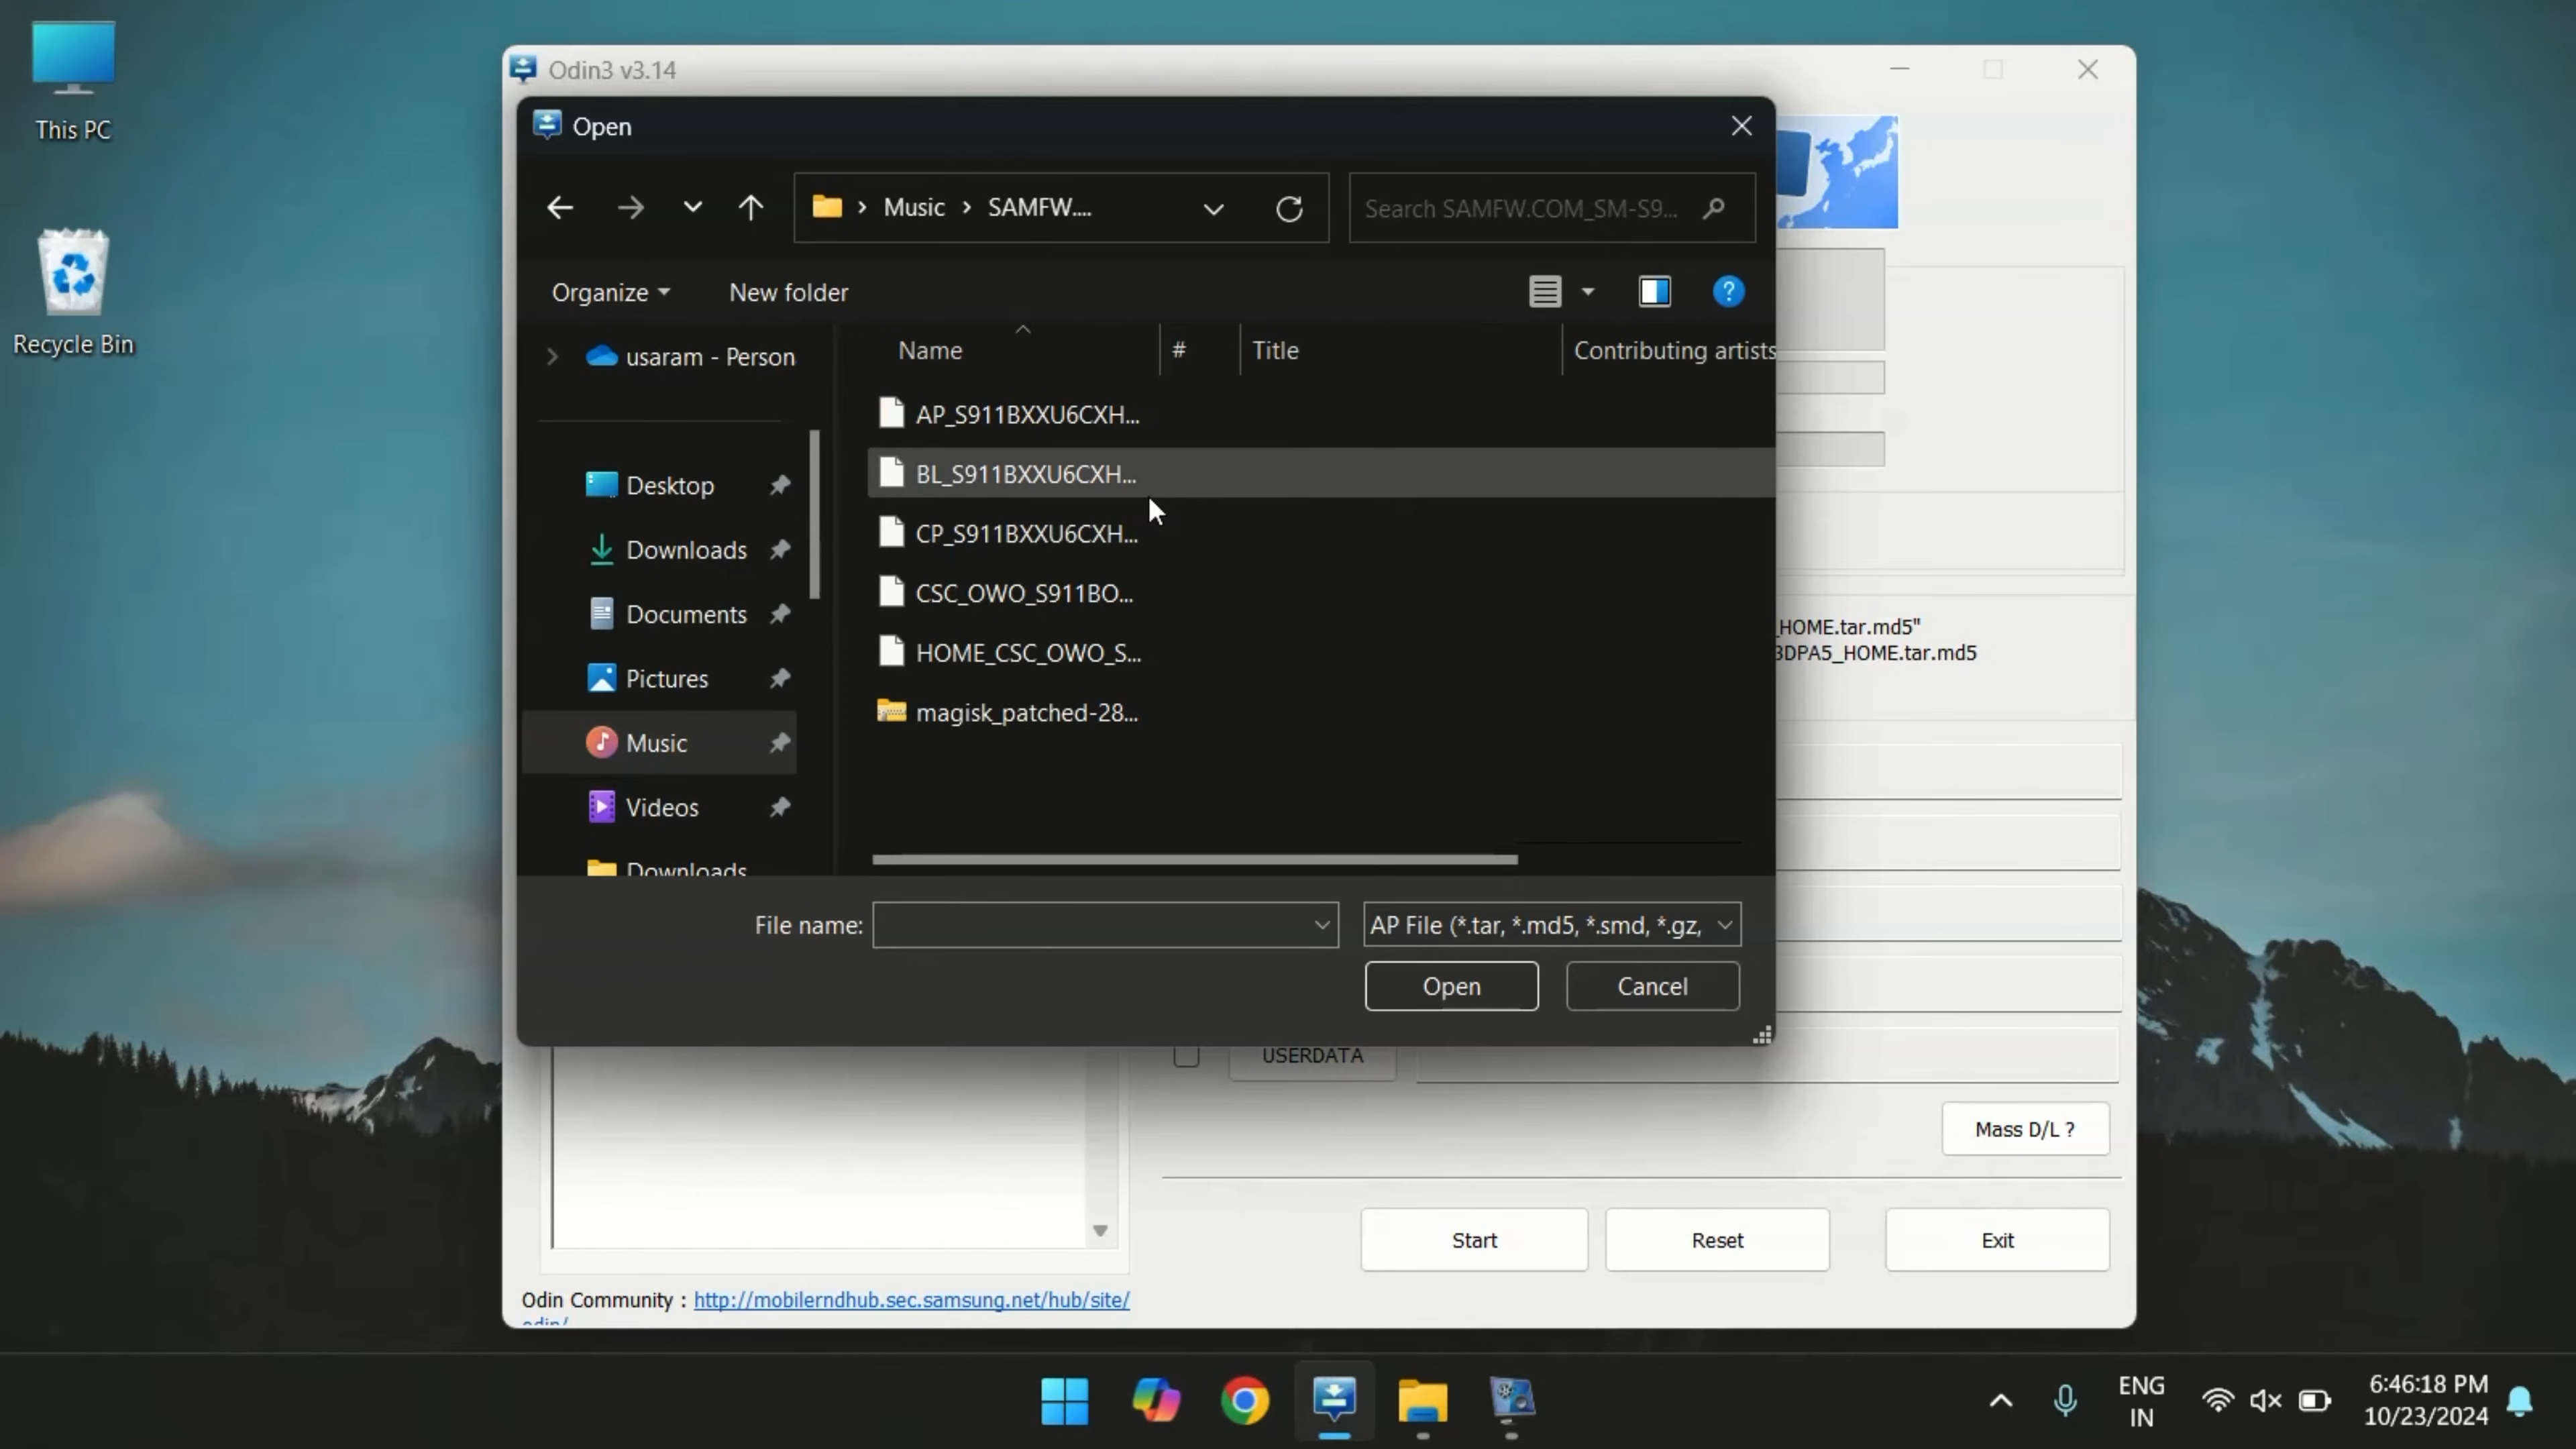 This PC
Recycle Bin
Odin3 v3.14
Open
Music
SAMFW....
Search SAMFW.COM_SM-S9...
Organize
New folder
usaram - Person
Desktop
Downloads
Documents
Pictures
Music
Videos
Downloads
Name
#
Title
Contributing artists
AP_S911BXXU6CXH...
BL_S911BXXU6CXH...
CP_S911BXXU6CXH...
CSC_OWO_S911BO...
HOME_CSC_OWO_S...
magisk_patched-28...
_HOME.tar.md5"
3DPA5_HOME.tar.md5
File name:
AP File (*.tar, *.md5, *.smd, *.gz,
Open
Cancel
USERDATA
Mass D/L ?
Start
Reset
Exit
Odin Community : http://mobilerndhub.sec.samsung.net/hub/site/
odin/
ENG
IN
6:46:18 PM
10/23/2024